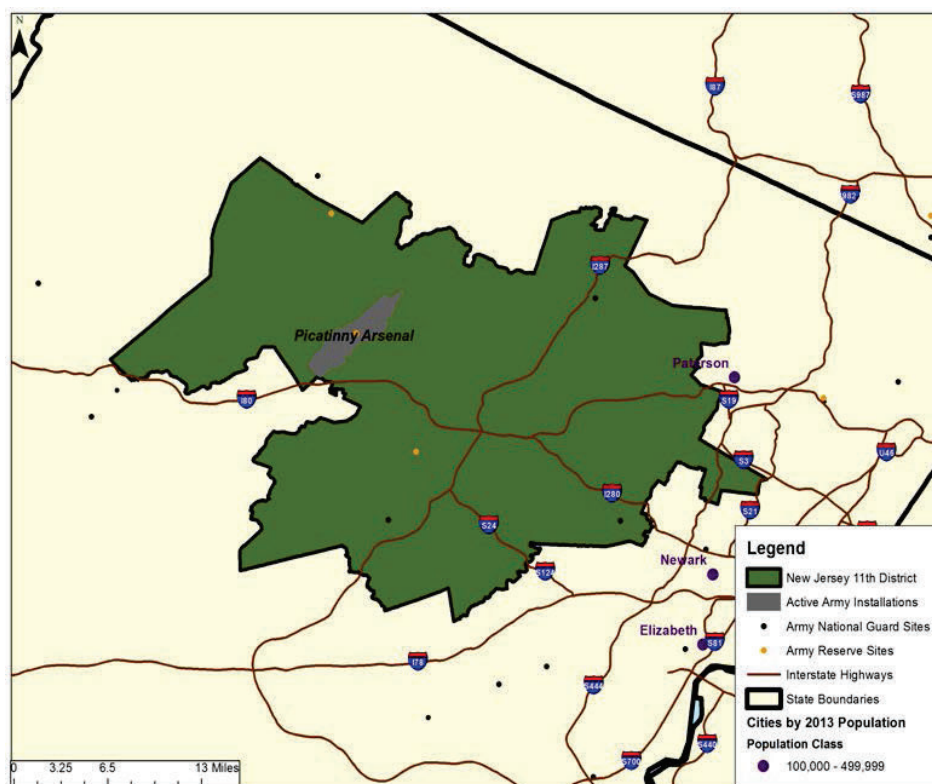 N
I87
S987
I982
I287
Picatinny Arsenal
Paterson
I80
S19
S3
U46
I280
S21
S24
Newark
S124
Elizabeth
S81
I78
S444
S440
S700
0 3.25 6.5 13 Miles
Legend
New Jersey 11th District
Active Army Installations
Army National Guard Sites
Army Reserve Sites
Interstate Highways
State Boundaries
Cities by 2013 Population
Population Class
100,000 - 499,999